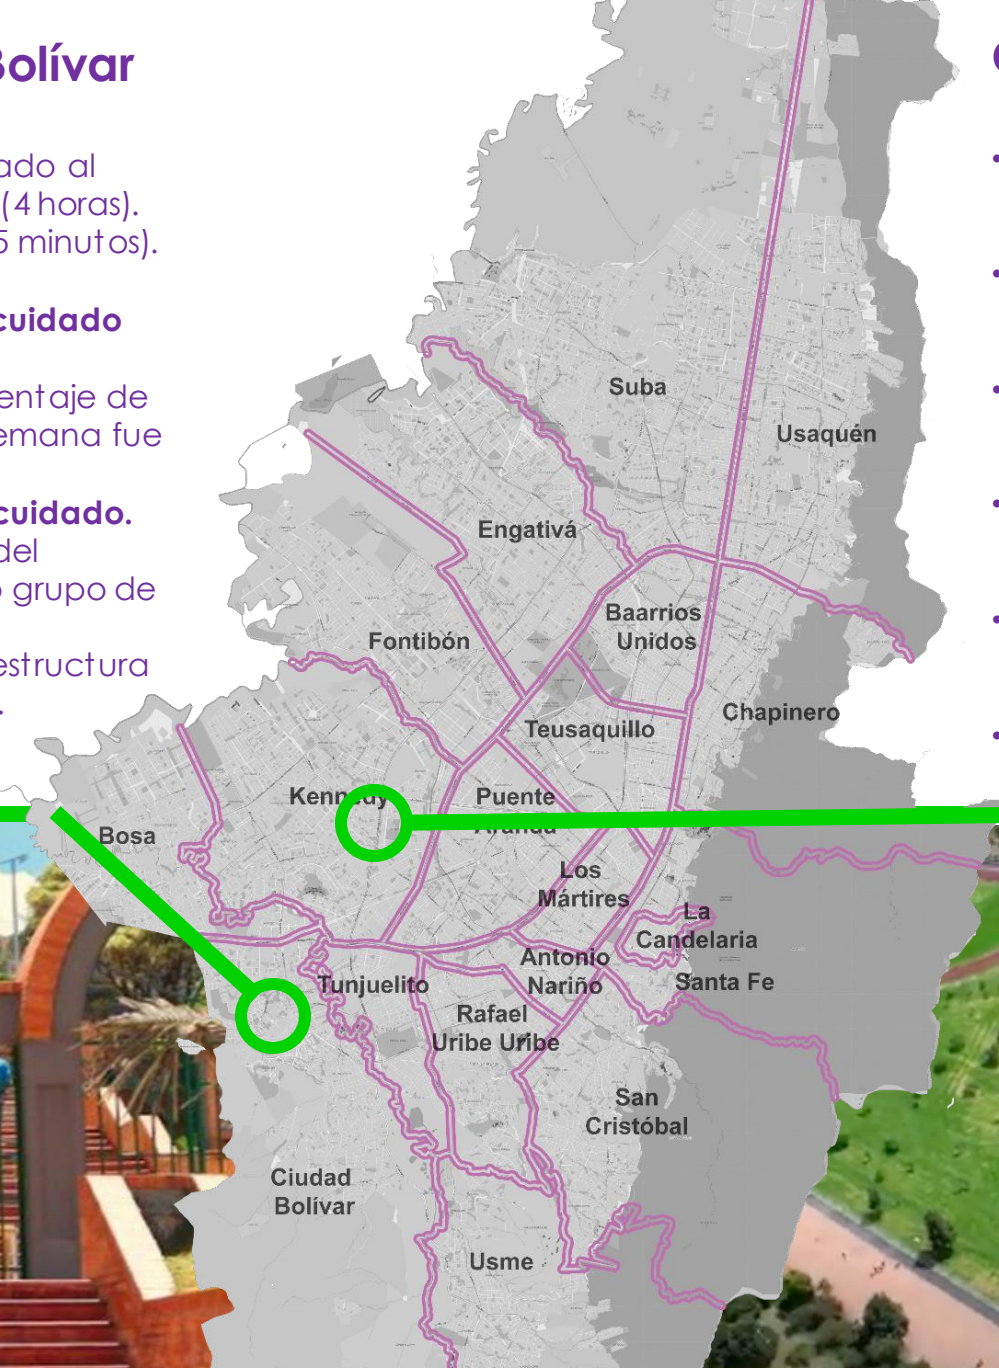 Bolívar
ado al
(4 horas).
5 minutos).
cuidado
entaje de
emana fue
cuidado.
del
o grupo de
estructura
.
Suba
Usaquén
Engativá
Baarrios
Unidos
Fontibón
Chapinero
Teusaquillo
Kennedy
Puente
Aranda
Bosa
Los
Mártires
La
Candelaria
Antonio
Nariño
Santa Fe
Tunjuelito
Rafael
Uribe Uribe
San
Cristóbal
Ciudad
Bolívar
Usme